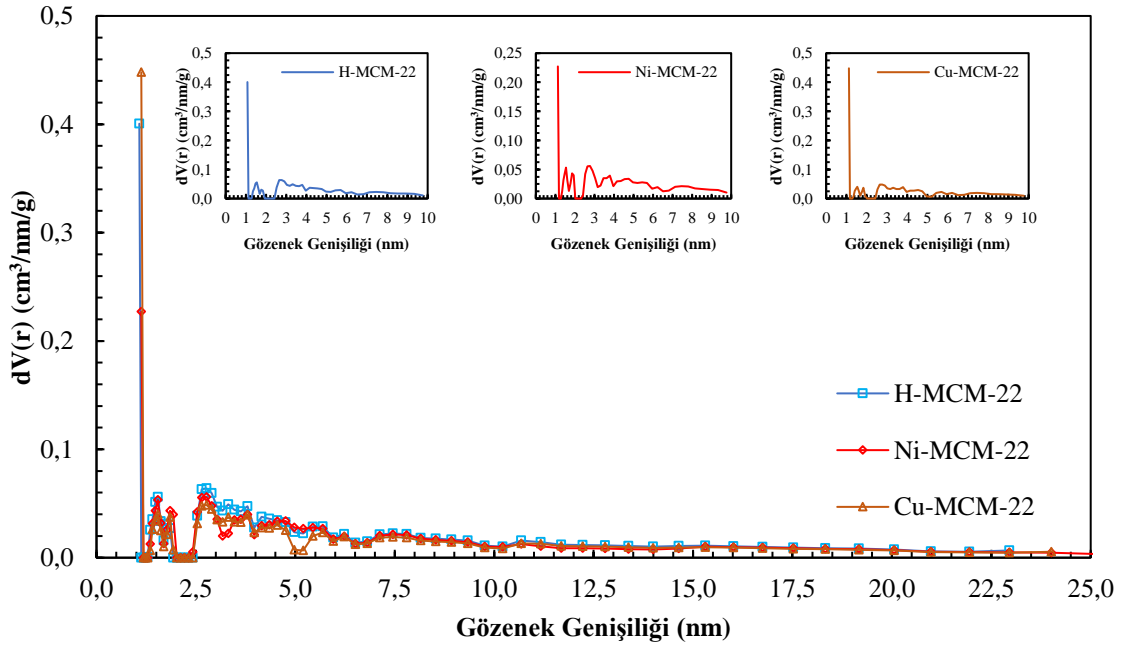 0,5
0,4
0,3
0,2
0,1
0,0
dV(r) (cm³/nm/g)
0,0 2,5 5,0 7,5 10,0 12,5 15,0 17,5 20,0 22,5 25,0
Gözenek Genişiliği (nm)
0,5
0,4
0,3
0,2
0,1
0,0
dV(r) (cm³/nm/g)
H-MCM-22
0 1 2 3 4 5 6 7 8 9 10
Gözenek Genişiliği (nm)
0,25
0,20
0,15
0,10
0,05
0,00
dV(r) (cm³/nm/g)
Ni-MCM-22
0 1 2 3 4 5 6 7 8 9 10
Gözenek Genişiliği (nm)
0,5
0,4
0,3
0,2
0,1
0,0
dV(r) (cm³/nm/g)
Cu-MCM-22
0 1 2 3 4 5 6 7 8 9 10
Gözenek Genişiliği (nm)
H-MCM-22
Ni-MCM-22
Cu-MCM-22